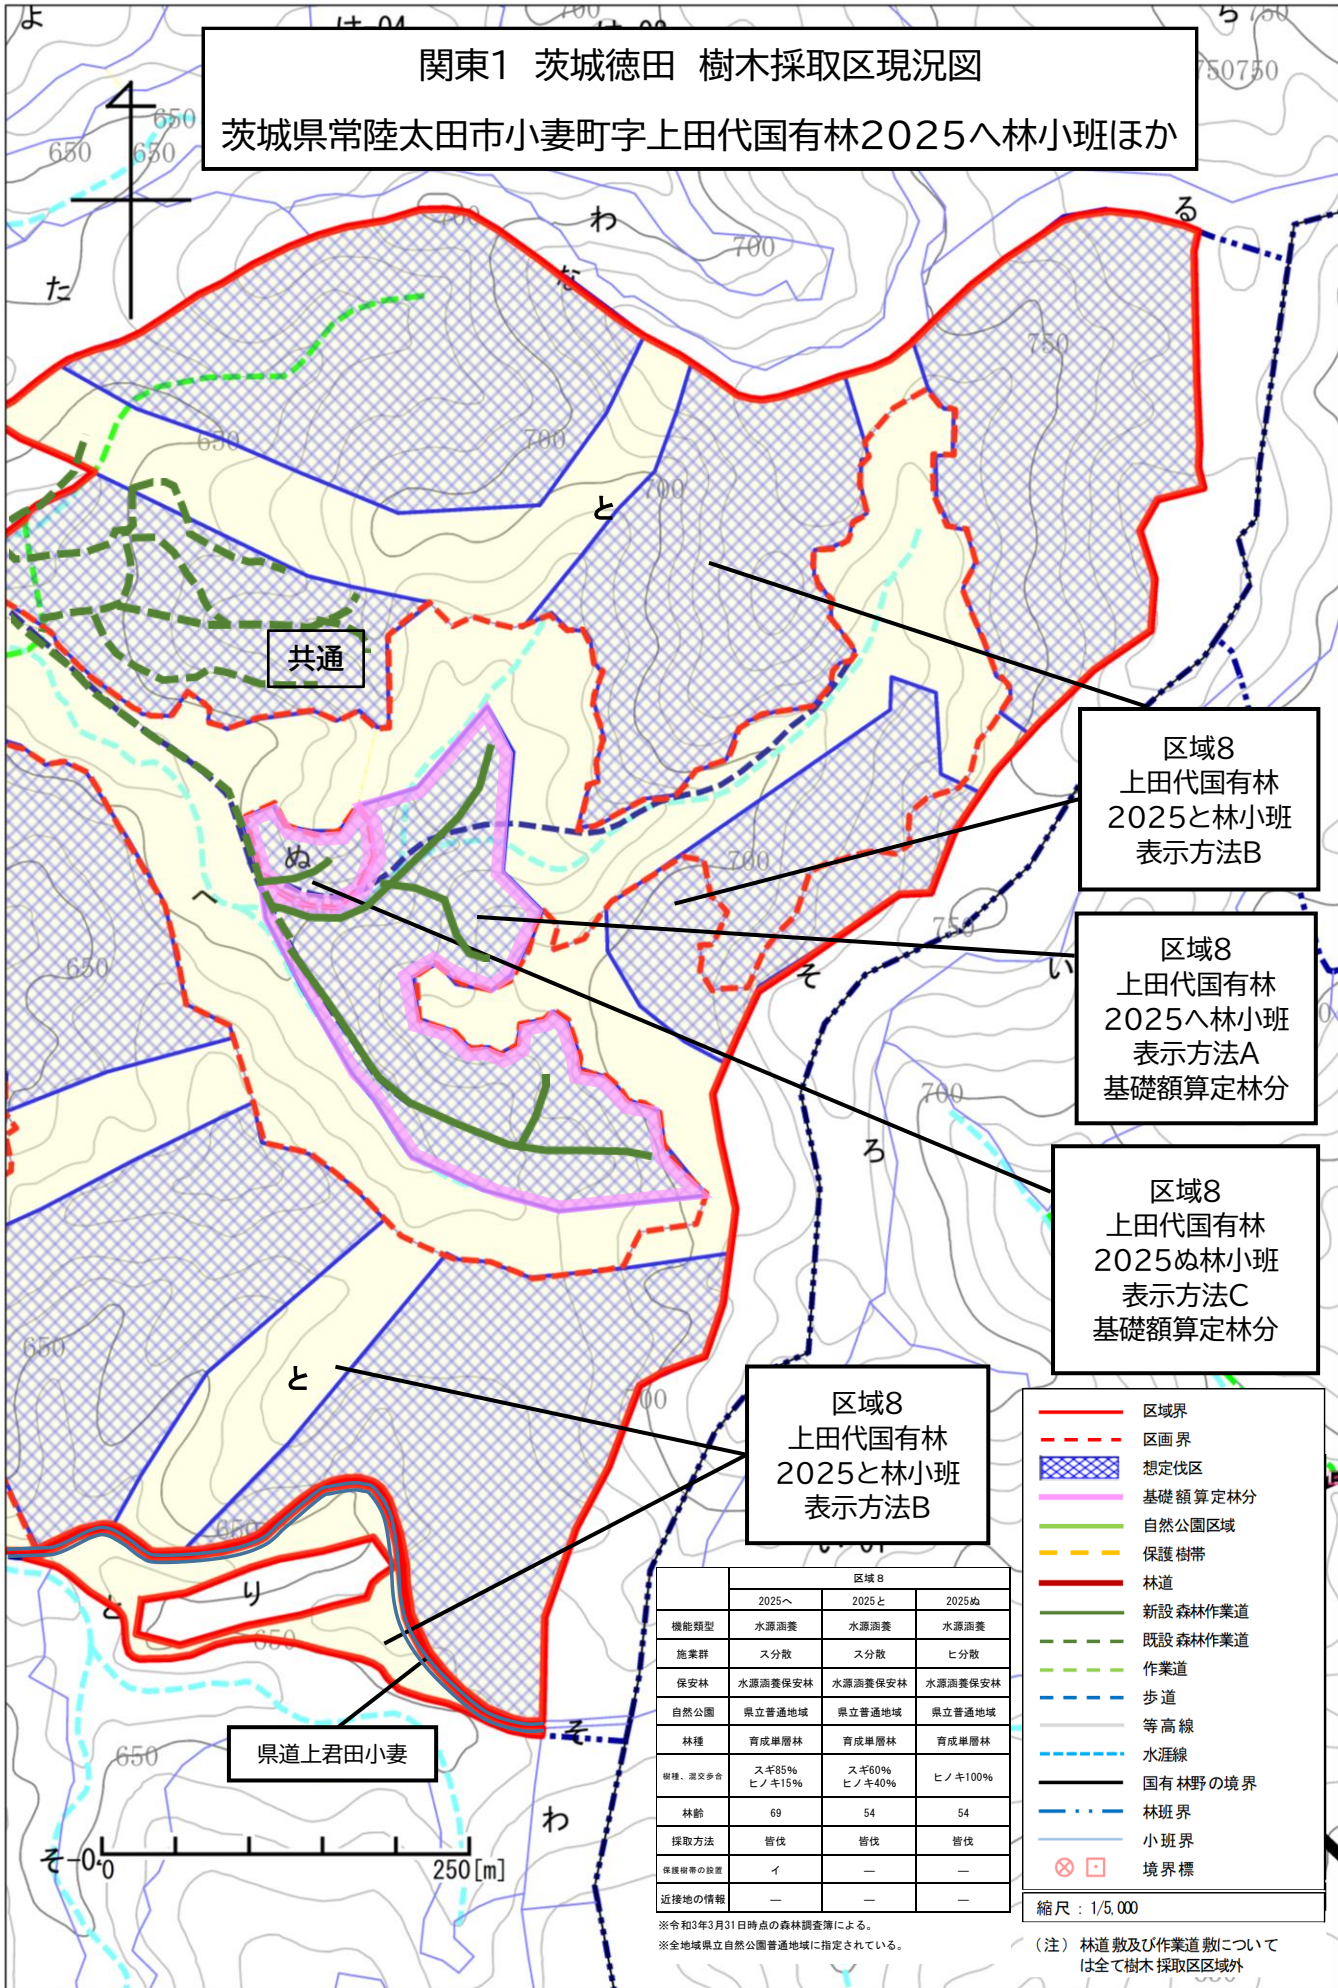 関東1 茨城徳田 樹木採取区現況図
茨城県常陸太田市小妻町字上田代国有林2025へ林小班ほか
よ
ら
700
750
750750
650
650
650
700
わ
る
700
た
な
750
650
700
700
と
共通
区域8
上田代国有林
2025と林小班
表示方法B
ぬ
へ
700
750
650
そ
い
区域8
上田代国有林
2025へ林小班
表示方法A
基礎額算定林分
700
ろ
区域8
上田代国有林
2025ぬ林小班
表示方法C
基礎額算定林分
650
と
700
区域8
上田代国有林
2025と林小班
表示方法B
650
と
り
650
そ
県道上君田小妻
650
わ
そ-0
0
250[m]
区域8
2025へ 2025と 2025ぬ
機能類型 水源涵養 水源涵養 水源涵養
施業群 ス分散 ス分散 ヒ分散
保安林 水源涵養保安林 水源涵養保安林 水源涵養保安林
自然公園 県立普通地域 県立普通地域 県立普通地域
林種 育成単層林 育成単層林 育成単層林
樹種、混交歩合 スギ85% ヒノキ15% スギ60% ヒノキ40% ヒノキ100%
林齢 69 54 54
採取方法 皆伐 皆伐 皆伐
保護樹帯の設置 イ ― ―
近接地の情報 ― ― ―
※令和3年3月31日時点の森林調査簿による。
※全地域県立自然公園普通地域に指定されている。
区域界
区画界
想定伐区
基礎額算定林分
自然公園区域
保護樹帯
林道
新設森林作業道
既設森林作業道
作業道
歩道
等高線
水涯線
国有林野の境界
林班界
小班界
境界標
縮尺：1/5,000
（注）林道敷及び作業道敷について
は全て樹木採取区区域外